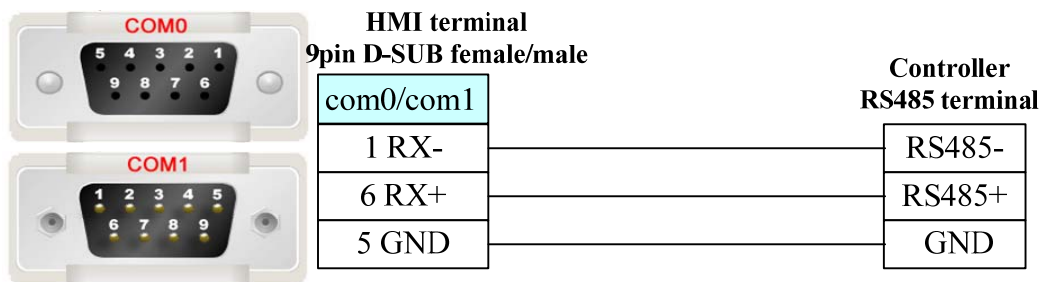 COM0
5 4 3 2 1
9 8 7 6
COM1
1 2 3 4 5
6 7 8 9
HMI terminal
9pin D-SUB female/male
com0/com1
1 RX-
6 RX+
5 GND
Controller
RS485 terminal
RS485-
RS485+
GND